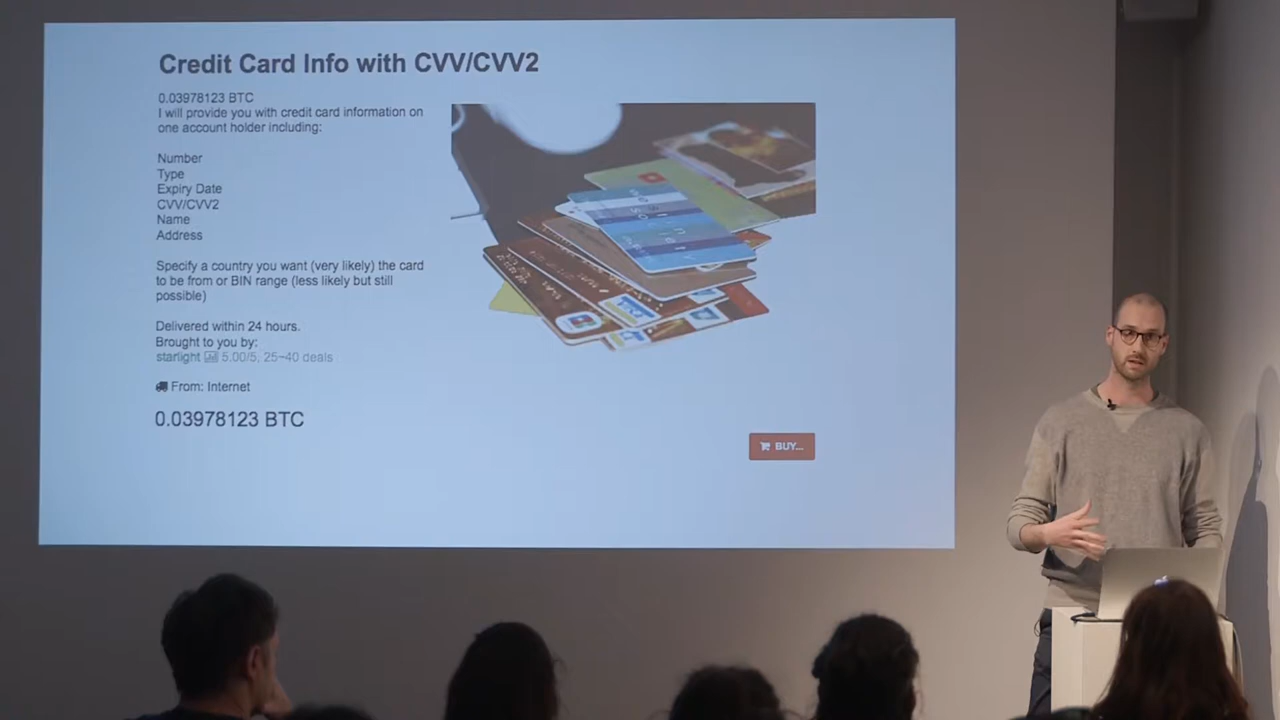 Credit Card Info with CVV/CVV2
0.03978123 BTC
I will provide you with credit card information on
one account holder including:
Number
Type
Expiry Date
CVV/CVV2
Name
Address
Specify a country you want (very likely) the card
to be from or BIN range (less likely but still
possible)
Delivered within 24 hours.
Brought to you by:
starlight 5.00/5, 25~40 deals
From: Internet
0.03978123 BTC
BUY...